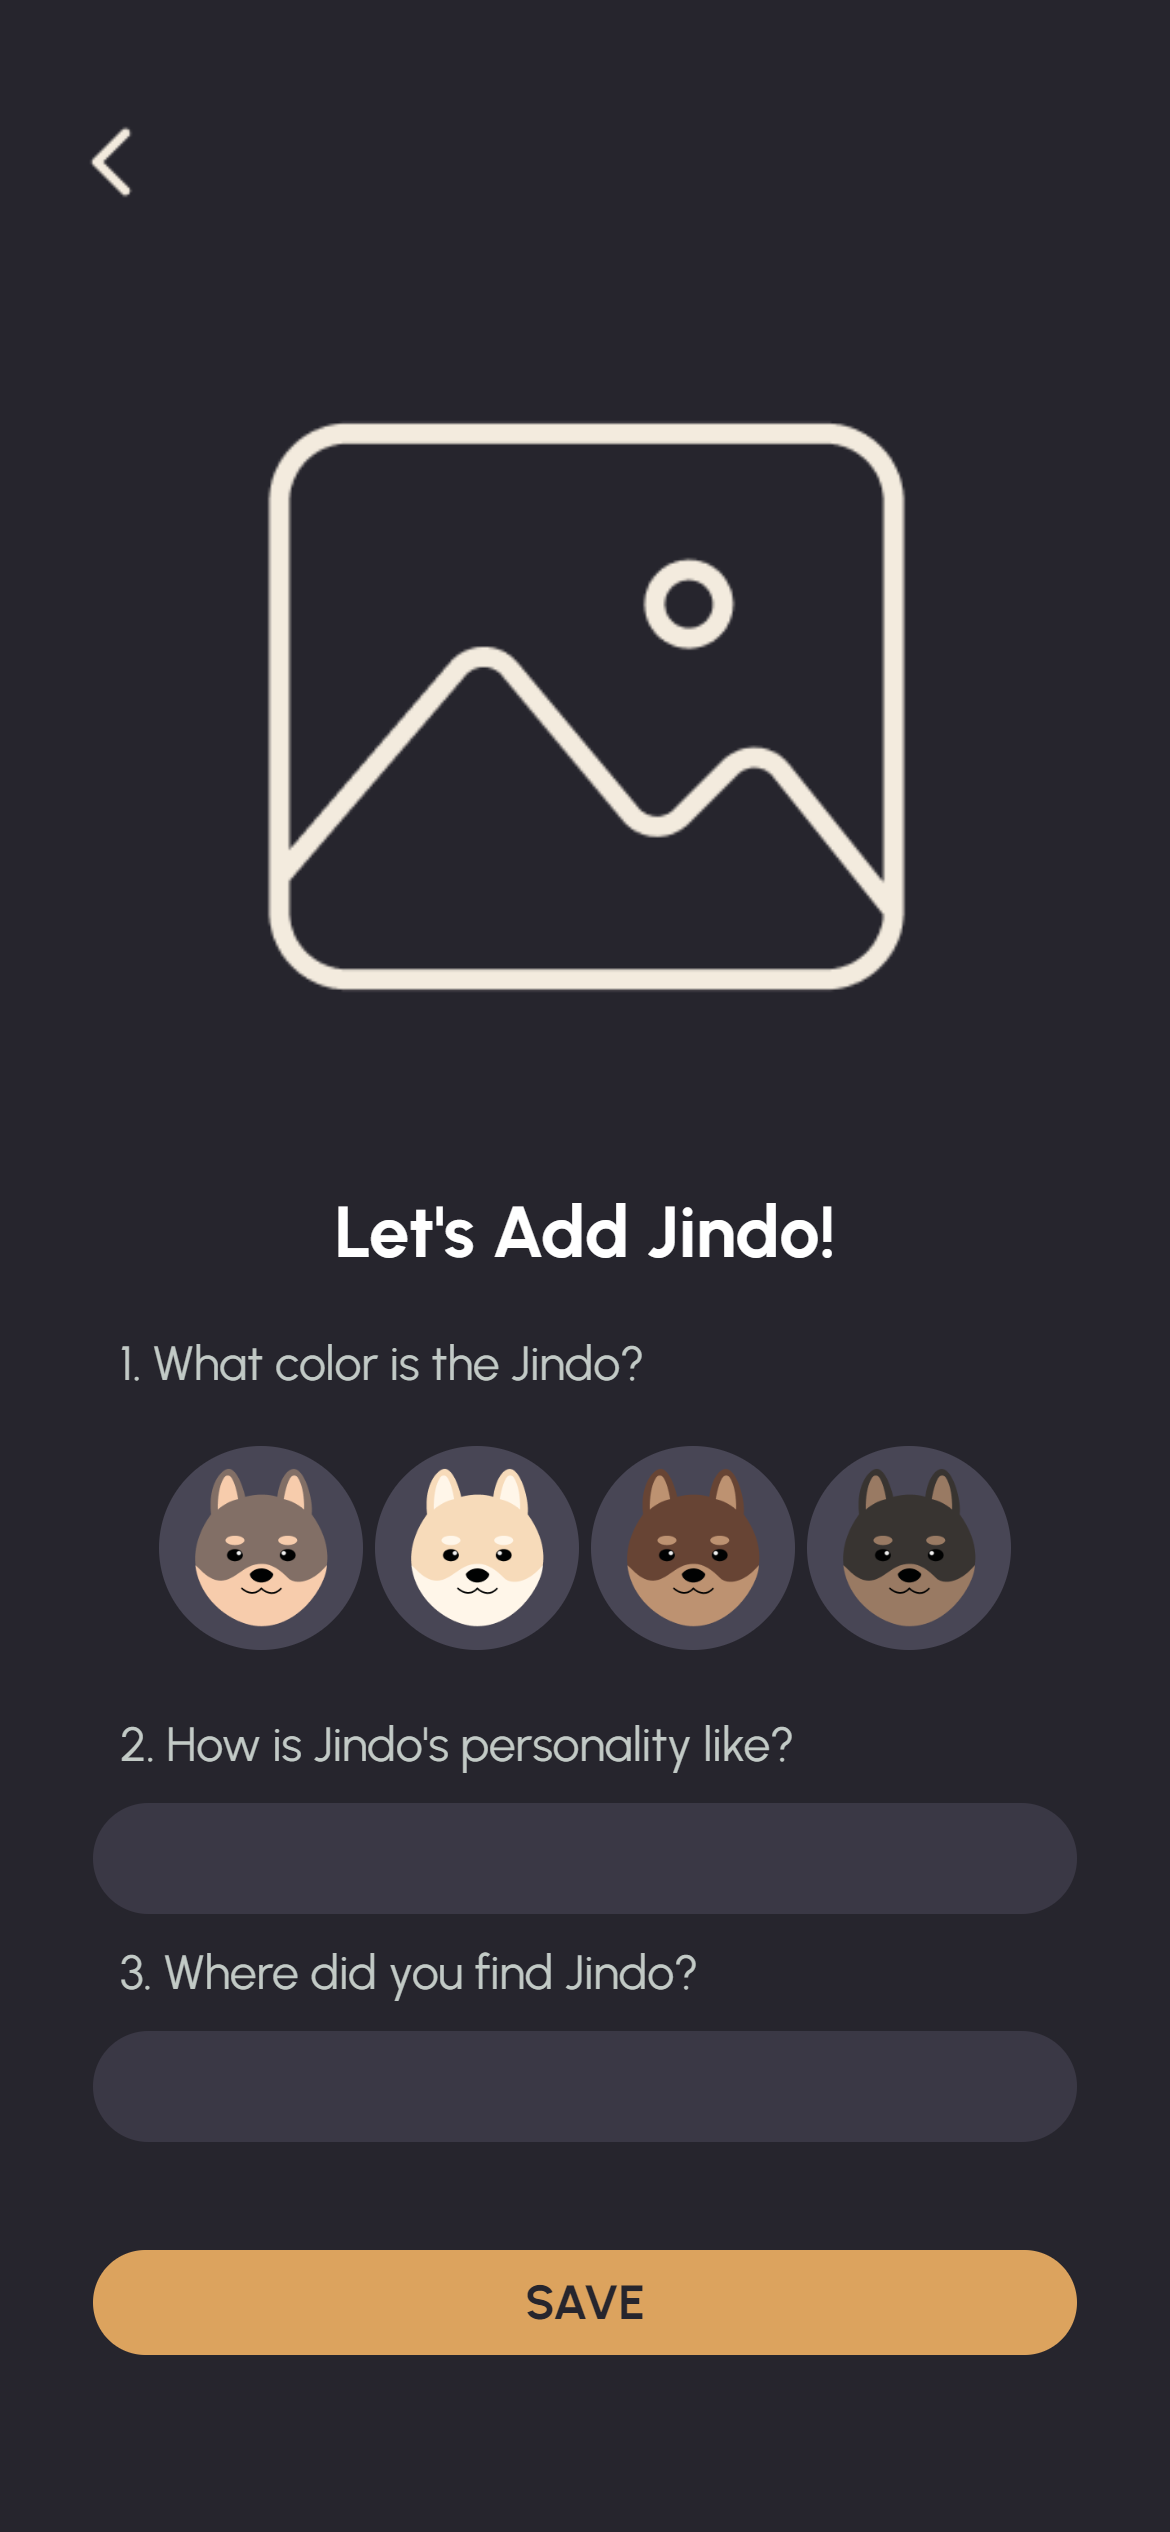 Let's Add Jindo!
1. What color is the Jindo?
2. How is Jindo's personality like?
3. Where did you find Jindo?
SAVE